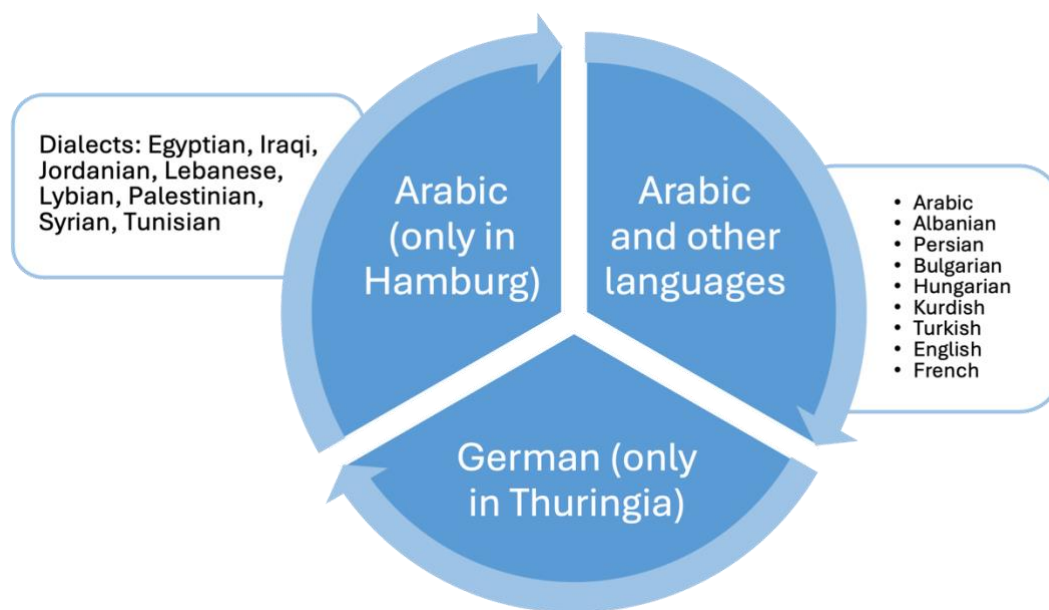 Dialects: Egyptian, Iraqi,
Jordanian, Lebanese,
Lybian, Palestinian,
Syrian, Tunisian
Arabic
(only in
Hamburg)
Arabic
and other
languages
• Arabic
• Albanian
• Persian
• Bulgarian
• Hungarian
• Kurdish
• Turkish
• English
• French
German (only
in Thuringia)